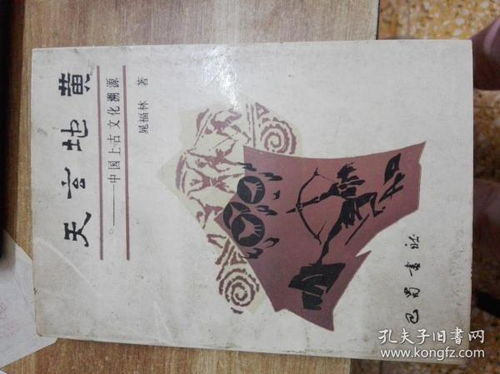 天玄地黄
——中国上古文化溯源
晁福林 著
巴蜀书社
孔夫子旧书网
www.kongfz.com